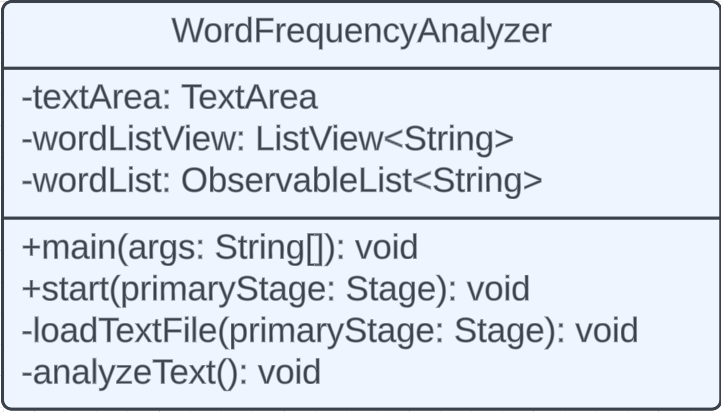 WordFrequencyAnalyzer
-textArea: TextArea
-wordListView: ListView<String>
-wordList: ObservableList<String>
+main(args: String[]): void
+start(primaryStage: Stage): void
-loadTextFile(primaryStage: Stage): void
-analyzeText(): void